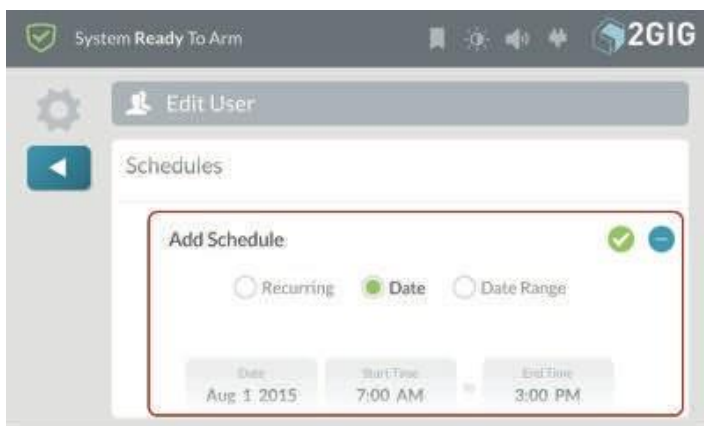 System Ready To Arm
2GIG
Edit User
Schedules
Add Schedule
Recurring Date Date Range
Date Start Time End Time
Aug 1 2015 7:00 AM 3:00 PM